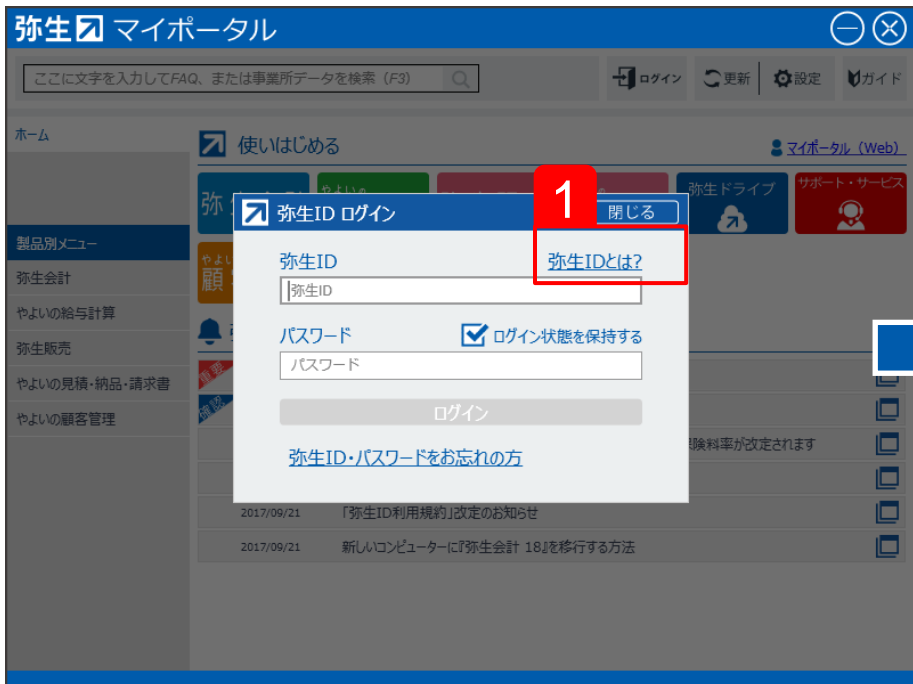 弥生 マイポータル
ここに文字を入力してFAQ、または事業所データを検索 (F3)
ログイン
更新
設定
ガイド
ホーム
使いはじめる
マイポータル (Web)
弥生ドライブ
サポート・サービス
製品別メニュー
弥生会計
やよいの給与計算
弥生販売
やよいの見積・納品・請求書
やよいの顧客管理
1
弥生ID ログイン
閉じる
弥生ID
弥生IDとは?
弥生ID
パスワード
ログイン状態を保持する
パスワード
ログイン
弥生ID・パスワードをお忘れの方
重要
確認
険料率が改定されます
2017/09/21 「弥生ID利用規約」改定のお知らせ
2017/09/21 新しいコンピューターに『弥生会計 18』を移行する方法